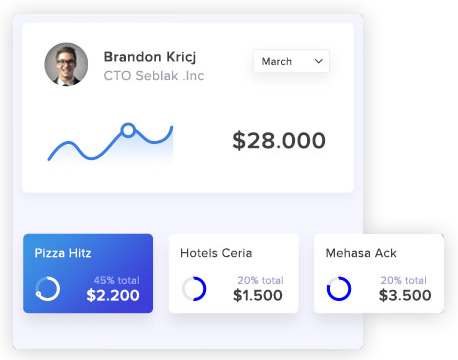 Brandon Kricj
CTO Seblak .Inc
March
$28.000
Pizza Hitz
45% total
$2.200
Hotels Ceria
20% total
$1.500
Mehasa Ack
20% total
$3.500